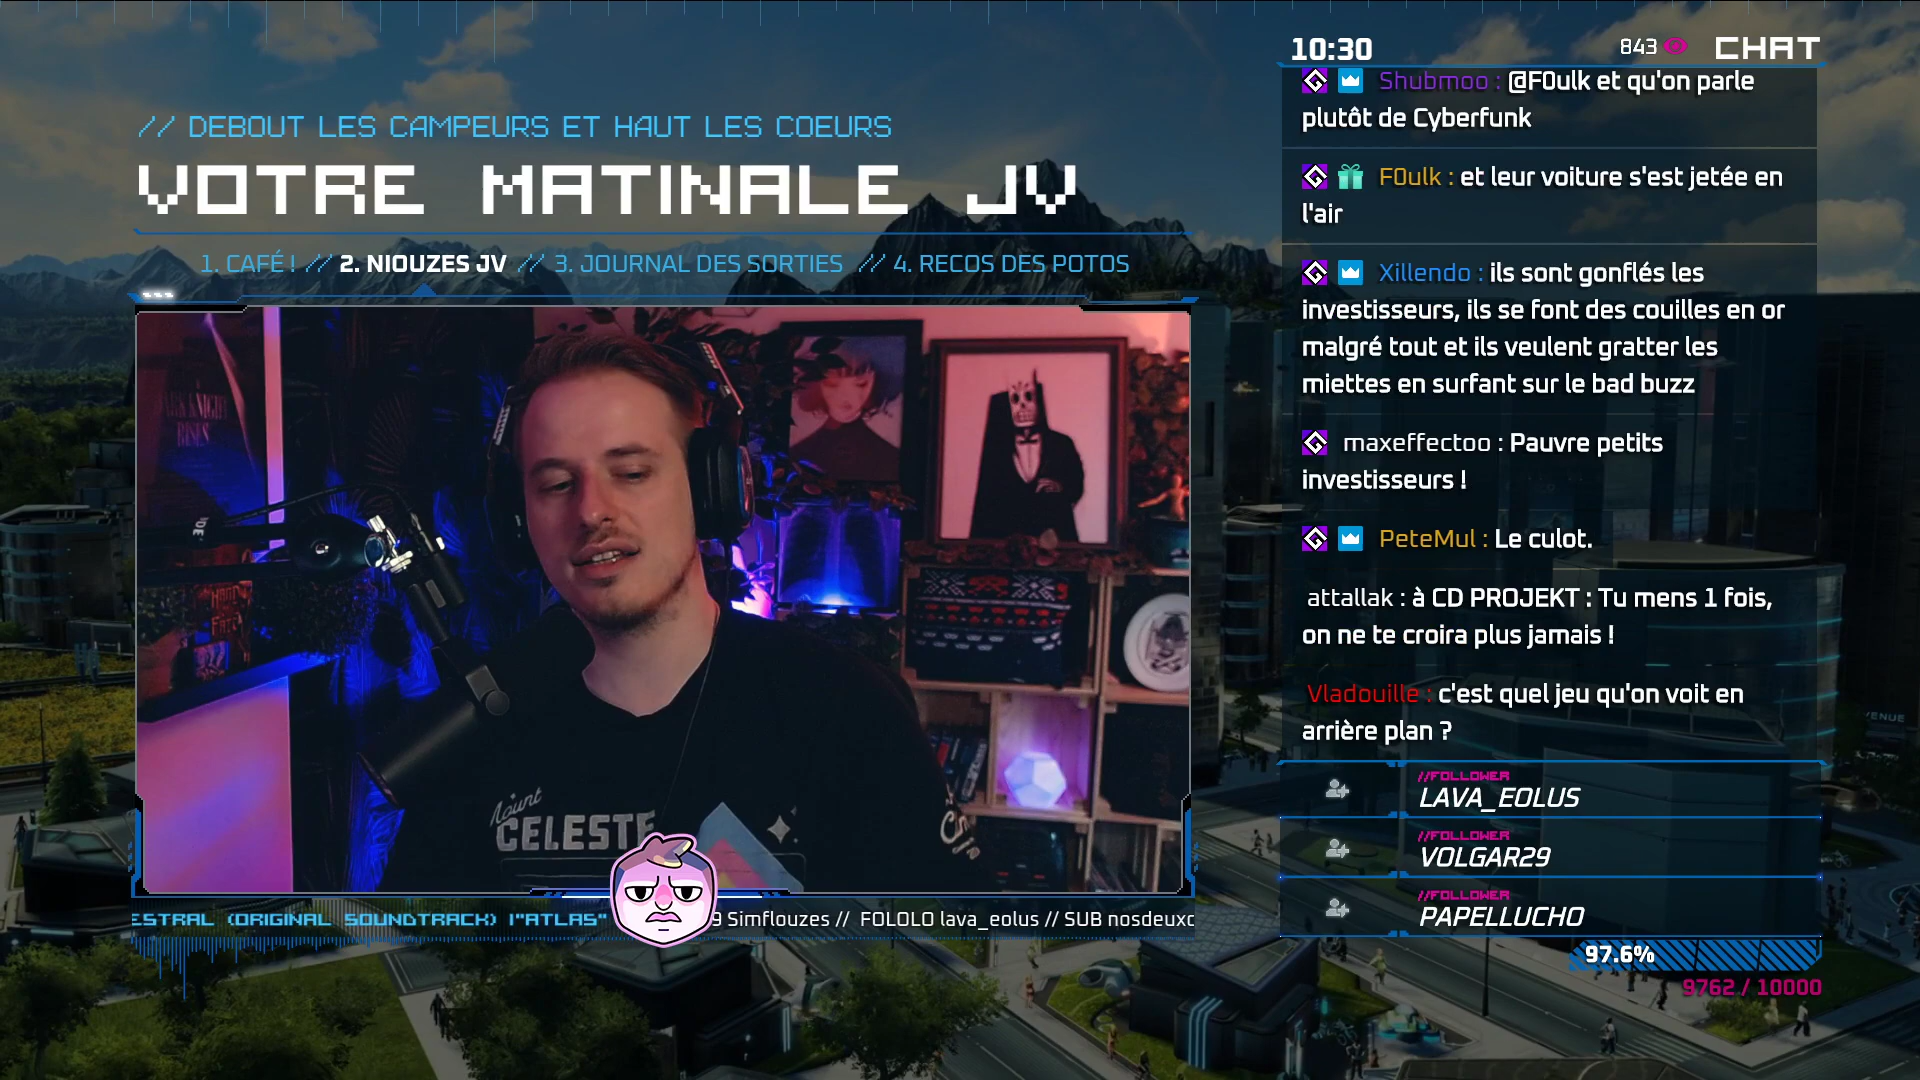 // DEBOUT LES CAMPEURS ET HAUT LES COEURS
VOTRE MATINALE JV
1. CAFÉ ! // 2. NIOUZES JV // 3. JOURNAL DES SORTIES // 4. RECOS DES POTOS
DARK KNIGHT
RISES
Mount
CELESTE
ESTRAL (ORIGINAL SOUNDTRACK) |"ATLAS"
9 Simflouzes // FOLOLO lava_eolus // SUB nosdeuxc
10:30
843
CHAT
Shubmoo : @F0ulk et qu'on parle
plutôt de Cyberfunk
F0ulk : et leur voiture s'est jetée en
l'air
Xillendo : ils sont gonflés les
investisseurs, ils se font des couilles en or
malgré tout et ils veulent gratter les
miettes en surfant sur le bad buzz
maxeffectoo : Pauvre petits
investisseurs !
PeteMul : Le culot.
attallak : à CD PROJEKT : Tu mens 1 fois,
on ne te croira plus jamais !
Vladouille : c'est quel jeu qu'on voit en
arrière plan ?
//FOLLOWER
LAVA_EOLUS
//FOLLOWER
VOLGAR29
//FOLLOWER
PAPELLUCHO
97.6%
9762 / 10000